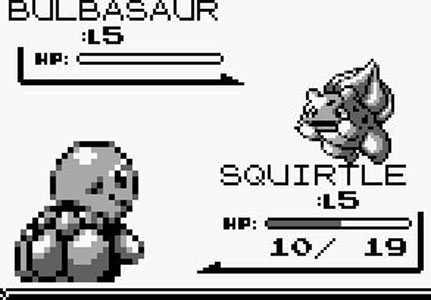 BULBASAUR
:L5
HP:
SQUIRTLE
:L5
HP:
10/ 19